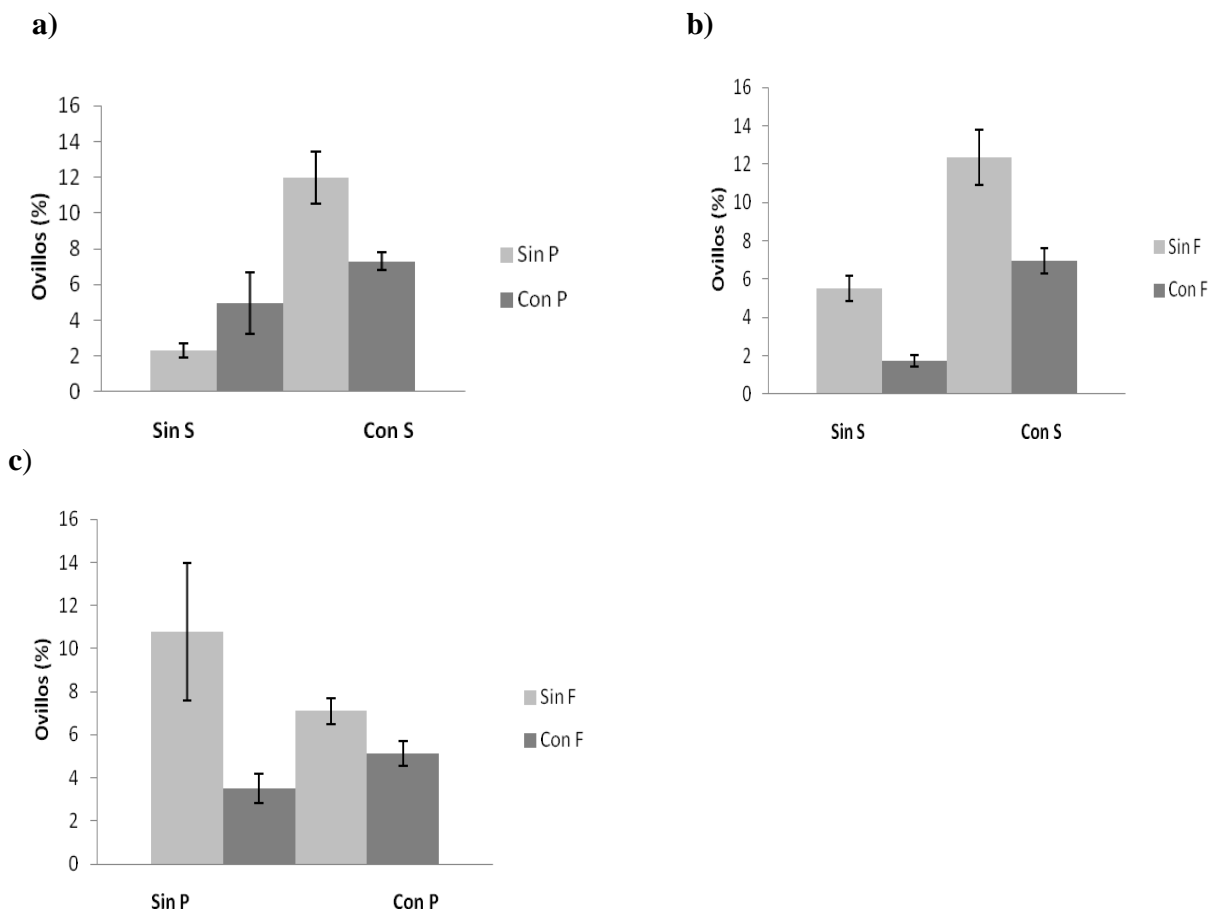 a)
16
14
12
10
8
6
4
2
0
Ovillos (%)
Sin S
Con S
Sin P
Con P
b)
16
14
12
10
8
6
4
2
0
Ovillos (%)
Sin S
Con S
Sin F
Con F
c)
16
14
12
10
8
6
4
2
0
Ovillos (%)
Sin P
Con P
Sin F
Con F